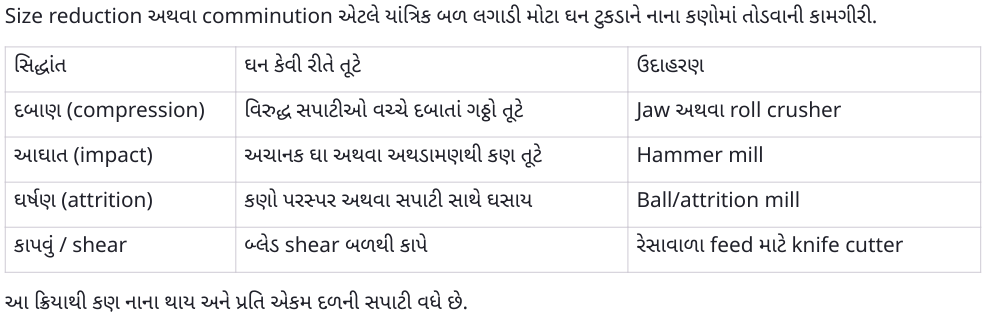 Size reduction અથવા comminution એટલે યાંત્રિક બળ લગાડી મોટા ઘન ટુકડાને નાના કણોમાં તોડવાની કામગીરી.
સિદ્ધાંત ઘન કેવી રીતે તૂટે ઉદાહરણ
દબાણ (compression) વિરુદ્ધ સપાટીઓ વચ્ચે દબાતાં ગઠ્ઠો તૂટે Jaw અથવા roll crusher
આઘાત (impact) અચાનક ઘા અથવા અથડામણથી કણ તૂટે Hammer mill
ઘર્ષણ (attrition) કણો પરસ્પર અથવા સપાટી સાથે ઘસાય Ball/attrition mill
કાપવું / shear બ્લેડ shear બળથી કાપે રેસાવાળા feed માટે knife cutter
આ ક્રિયાથી કણ નાના થાય અને પ્રતિ એકમ દળની સપાટી વધે છે.